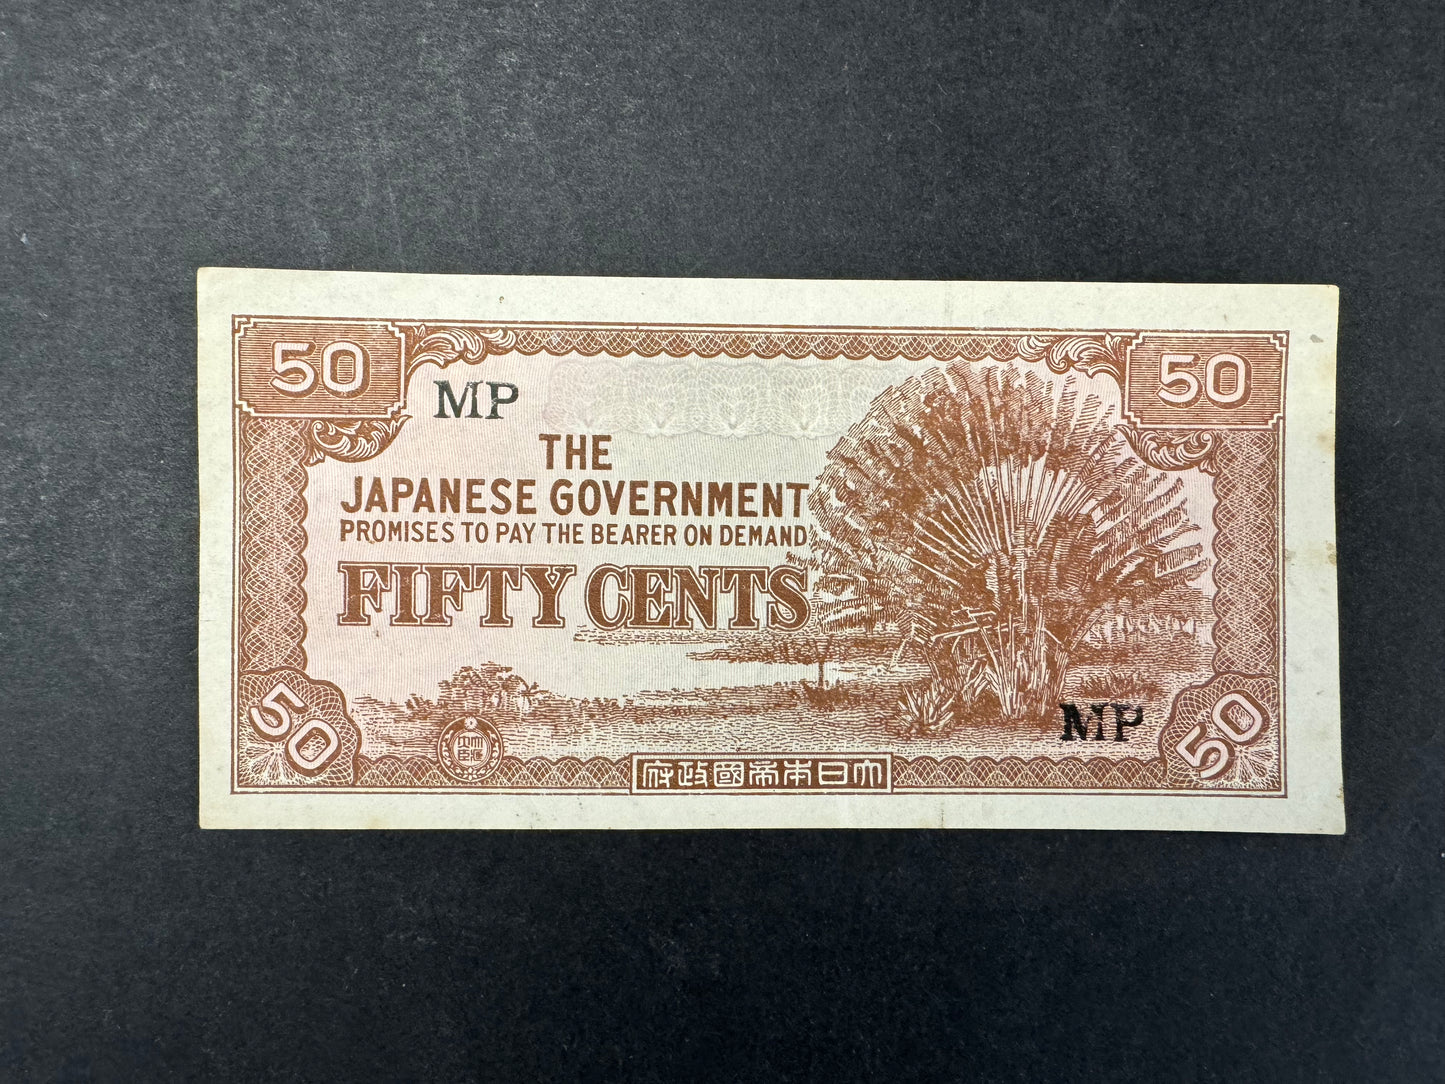 50
50
MP
THE
JAPANESE GOVERNMENT
PROMISES TO PAY THE BEARER ON DEMAND
FIFTY CENTS
50
MP
50
府政國帝本日大